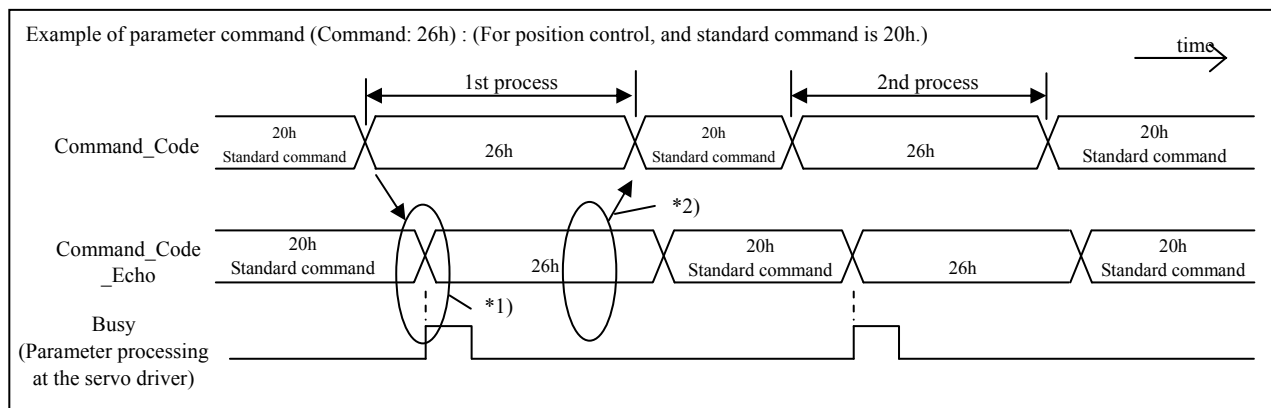 Example of parameter command (Command: 26h) : (For position control, and standard command is 20h.)
time
1st process
2nd process
Command_Code
20h
Standard command
26h
20h
Standard command
26h
20h
Standard command
*2)
Command_Code
_Echo
20h
Standard command
26h
20h
Standard command
26h
20h
Standard command
*1)
Busy
(Parameter processing
at the servo driver)